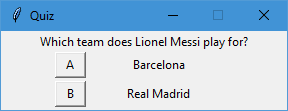 Quiz
Which team does Lionel Messi play for?
A Barcelona
B Real Madrid